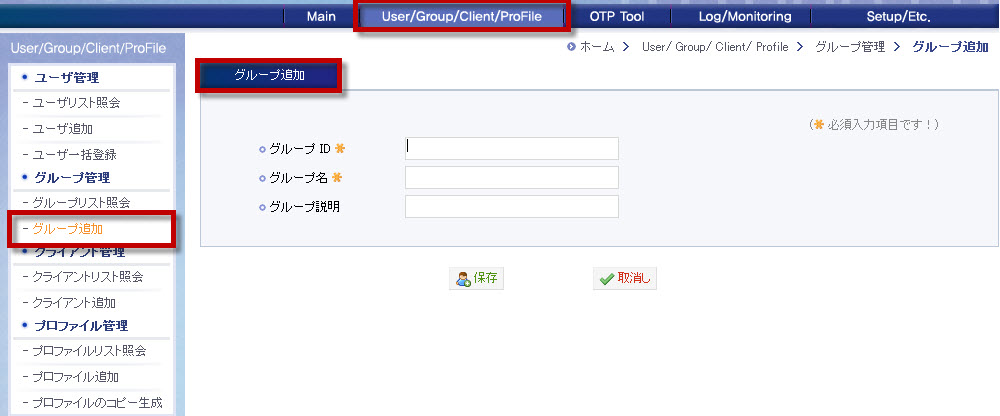 Main User/Group/Client/ProFile OTP Tool Log/Monitoring Setup/Etc.
ホーム > User/ Group/ Client/ Profile > グループ管理 > グループ追加
User/Group/Client/ProFile
• ユーザ管理
- ユーザリスト照会
- ユーザ追加
- ユーザー括登録
• グループ管理
- グループリスト照会
- グループ追加
• クライアント管理
- クライアントリスト照会
- クライアント追加
• プロファイル管理
- プロファイルリスト照会
- プロファイル追加
- プロファイルのコピー生成
グループ追加
(* 必須入力項目です!)
グループ ID *
グループ名 *
グループ説明
保存 取消し